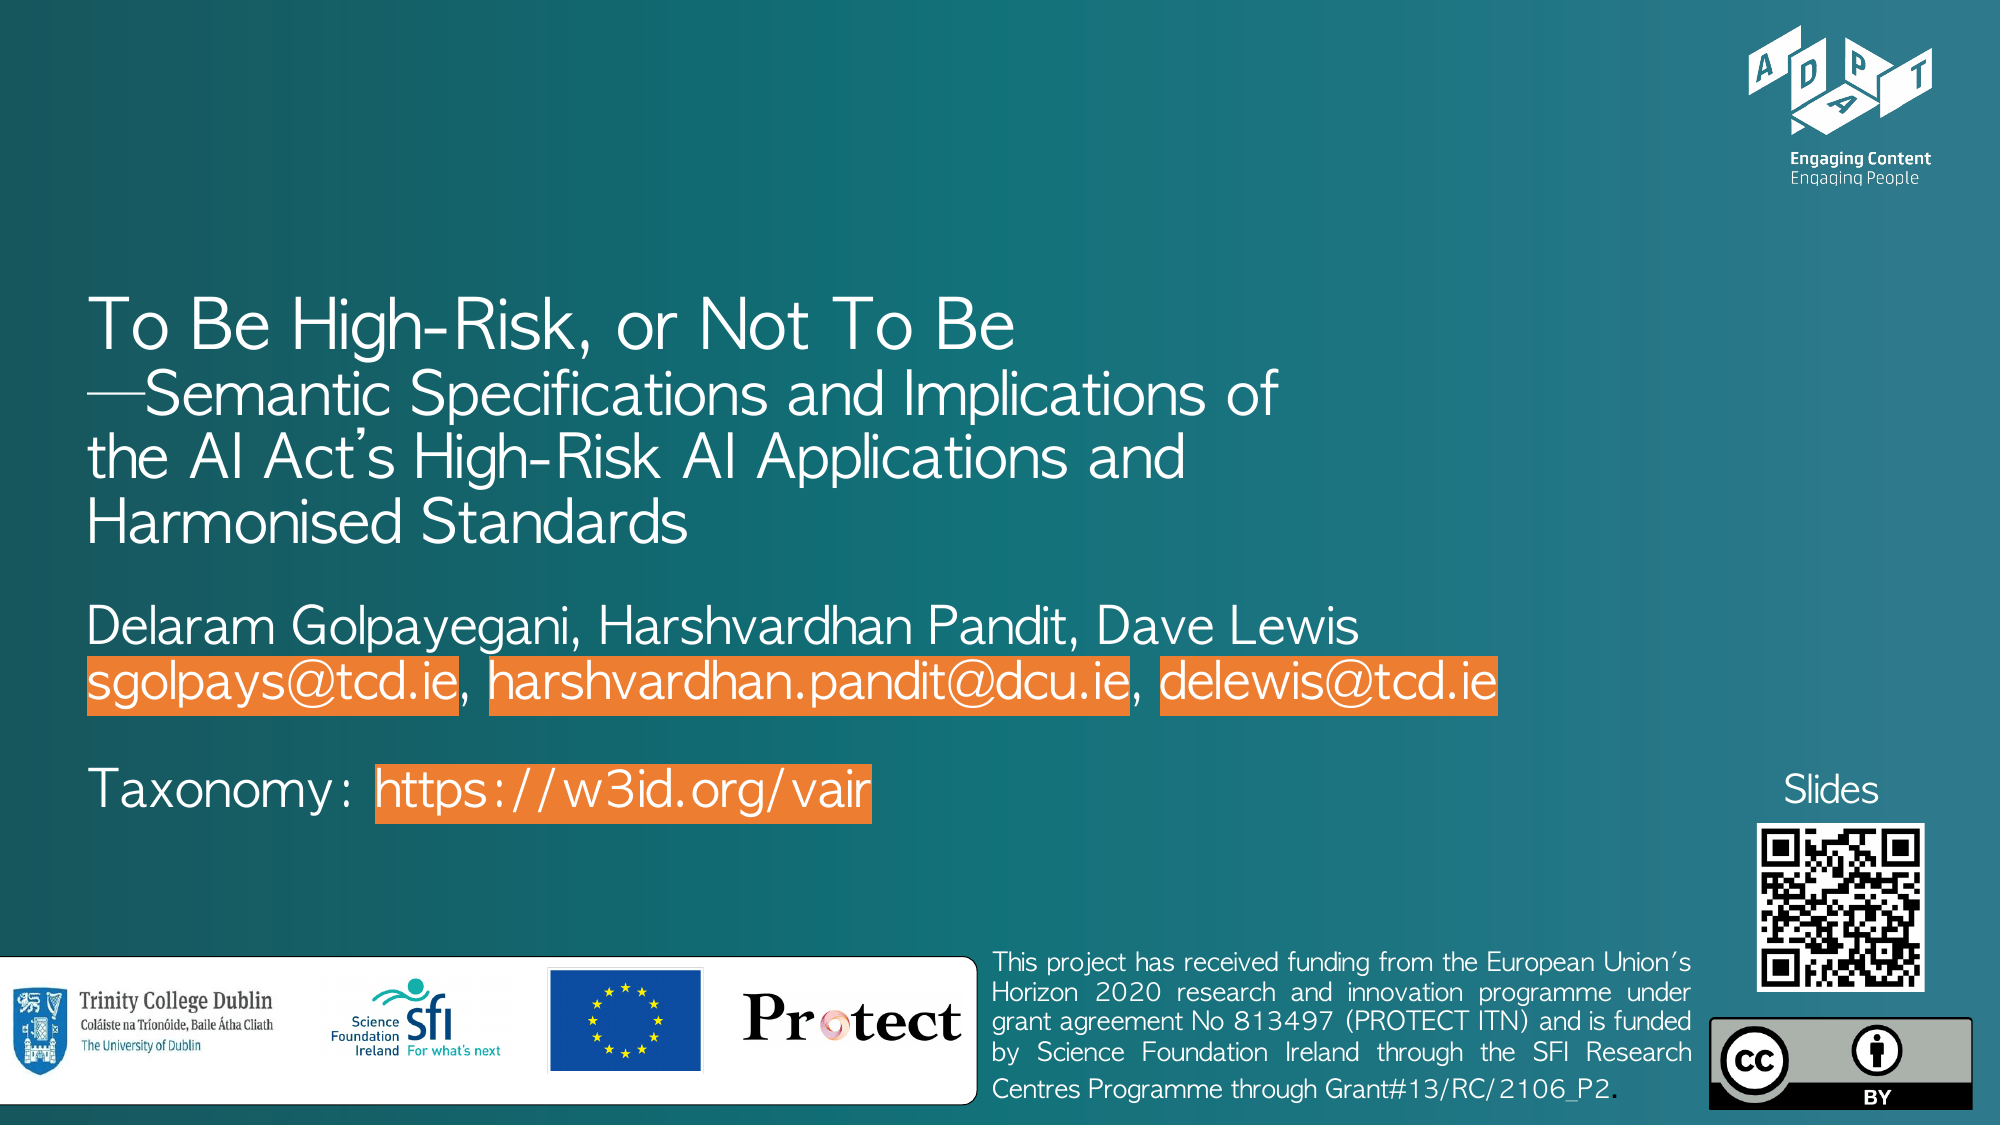 ADAPT
Engaging Content
Engaging People
To Be High-Risk, or Not To Be
—Semantic Specifications and Implications of
the AI Act’s High-Risk AI Applications and
Harmonised Standards
Delaram Golpayegani, Harshvardhan Pandit, Dave Lewis
sgolpays@tcd.ie, harshvardhan.pandit@dcu.ie, delewis@tcd.ie
Taxonomy: https://w3id.org/vair
Slides
Trinity College Dublin
Coláiste na Tríonóide, Baile Átha Cliath
The University of Dublin
Science
Foundation
Ireland
sfi
For what's next
Protect
This project has received funding from the European Union's
Horizon 2020 research and innovation programme under
grant agreement No 813497 (PROTECT ITN) and is funded
by Science Foundation Ireland through the SFI Research
Centres Programme through Grant#13/RC/2106_P2.
cc
BY